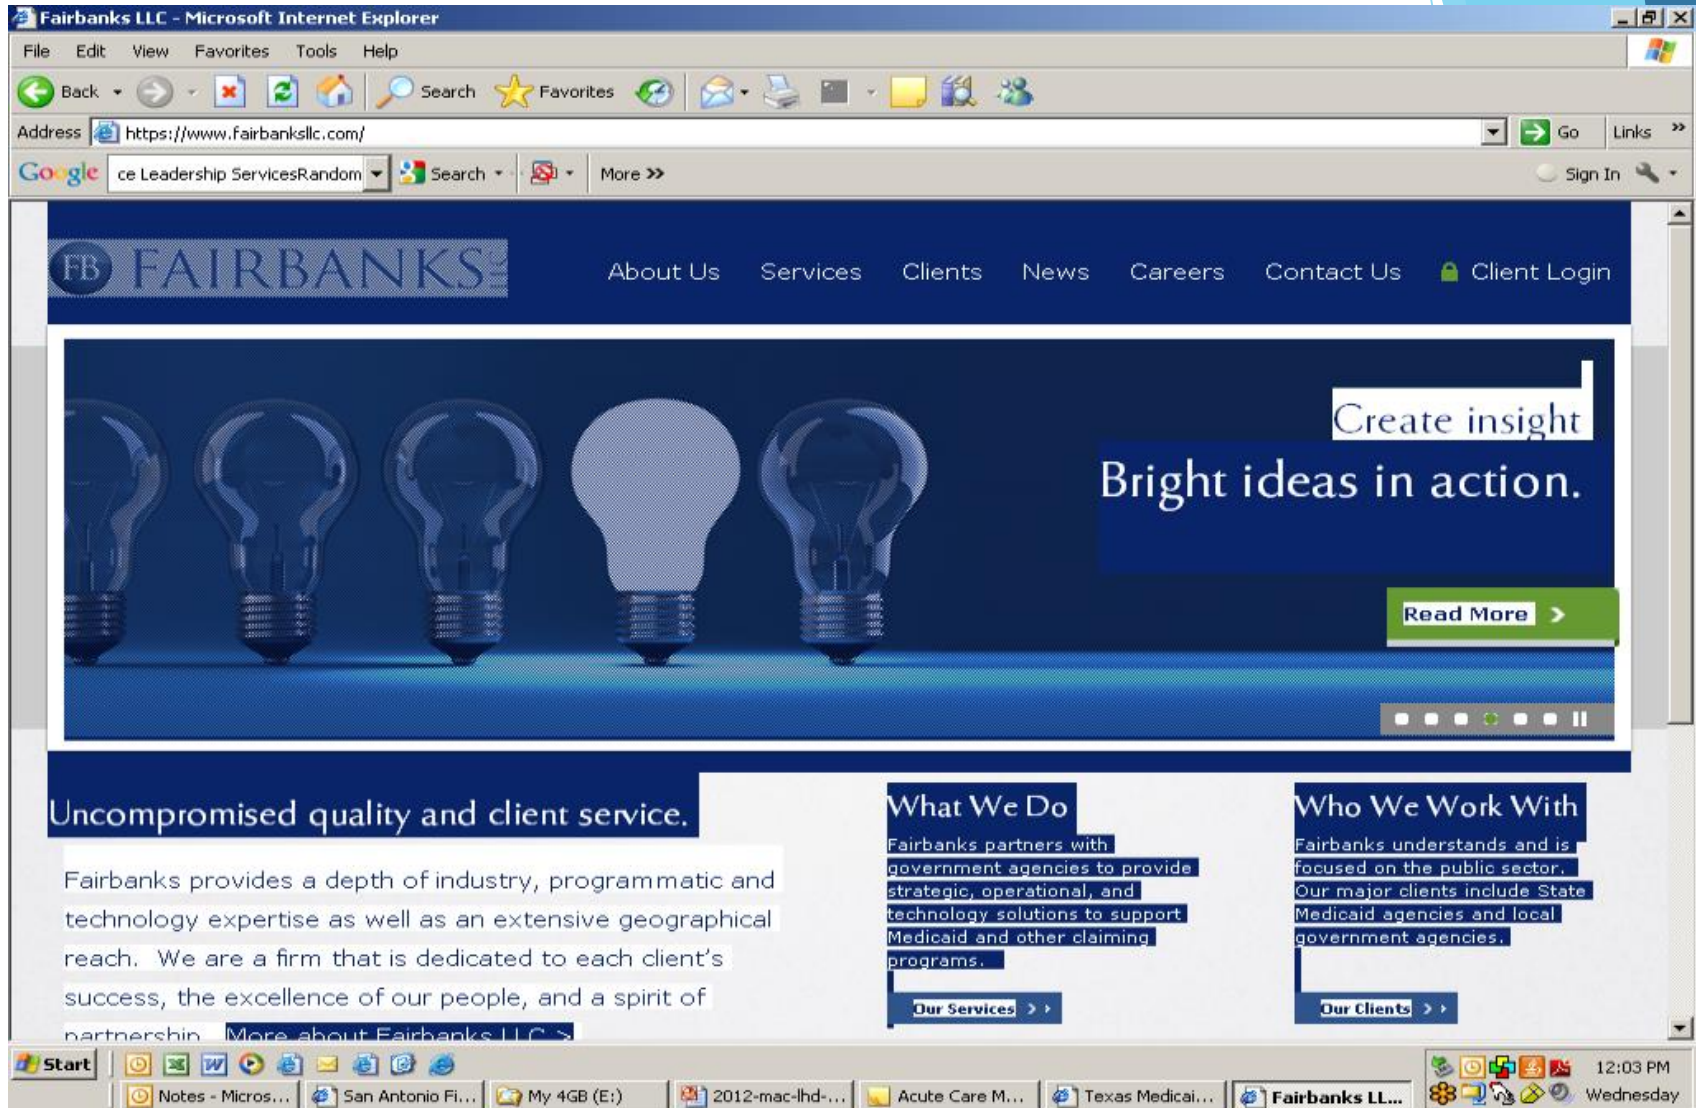 Fairbanks LLC - Microsoft Internet Explorer
File Edit View Favorites Tools Help
Back Search Favorites
Address https://www.fairbanksllc.com/ Go Links »
Google ce Leadership ServicesRandom Search More >> Sign In
FB FAIRBANKS LLC
About Us Services Clients News Careers Contact Us Client Login
Create insight
Bright ideas in action.
Read More >
Uncompromised quality and client service.
Fairbanks provides a depth of industry, programmatic and
technology expertise as well as an extensive geographical
reach. We are a firm that is dedicated to each client's
success, the excellence of our people, and a spirit of
partnership. More about Fairbanks LLC >
What We Do
Fairbanks partners with
government agencies to provide
strategic, operational, and
technology solutions to support
Medicaid and other claiming
programs.
Our Services
Who We Work With
Fairbanks understands and is
focused on the public sector.
Our major clients include State
Medicaid agencies and local
government agencies.
Our Clients
Start 12:03 PM
Notes - Micros... San Antonio Fi... My 4GB (E:) 2012-mac-lhd-... Acute Care M... Texas Medicai... Fairbanks LL... Wednesday